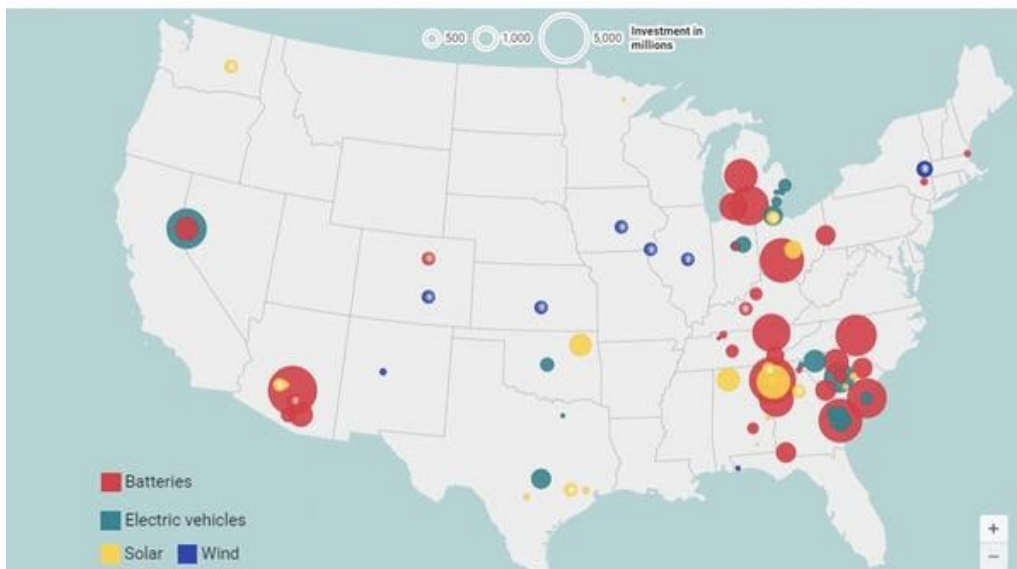 500 1,000 5,000 Investment in
millions
Batteries
Electric vehicles
Solar Wind
+
−